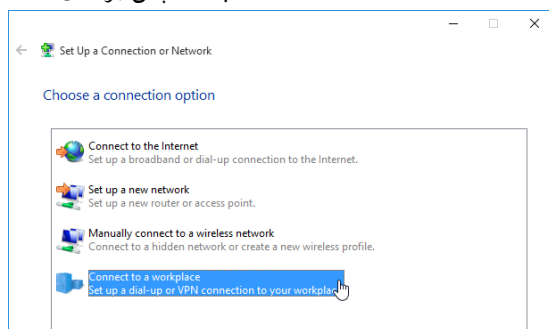 Set Up a Connection or Network
Choose a connection option
Connect to the Internet
Set up a broadband or dial-up connection to the Internet.
Set up a new network
Set up a new router or access point.
Manually connect to a wireless network
Connect to a hidden network or create a new wireless profile.
Connect to a workplace
Set up a dial-up or VPN connection to your workplace